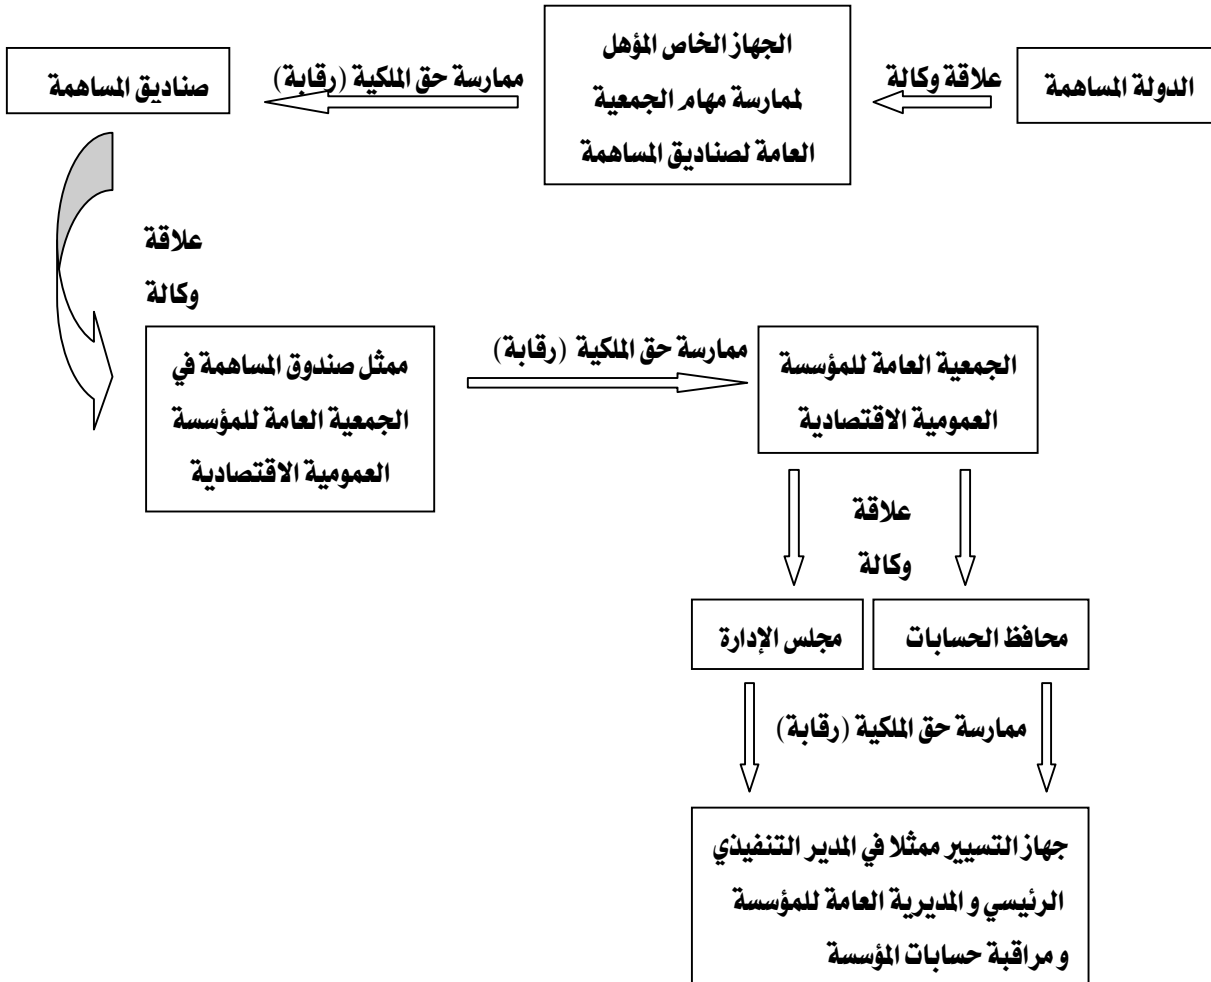 الدولة المساهمة
علاقة وكالة
الجهاز الخاص المؤهل
لممارسة مهام الجمعية
العامة لصناديق المساهمة
ممارسة حق الملكية (رقابة)
صناديق المساهمة
علاقة
وكالة
ممثل صندوق المساهمة في
الجمعية العامة للمؤسسة
العمومية الاقتصادية
ممارسة حق الملكية (رقابة)
الجمعية العامة للمؤسسة
العمومية الاقتصادية
علاقة
وكالة
محافظ الحسابات
مجلس الإدارة
ممارسة حق الملكية (رقابة)
جهاز التسيير ممثلا في المدير التنفيذي
الرئيسي و المديرية العامة للمؤسسة
و مراقبة حسابات المؤسسة